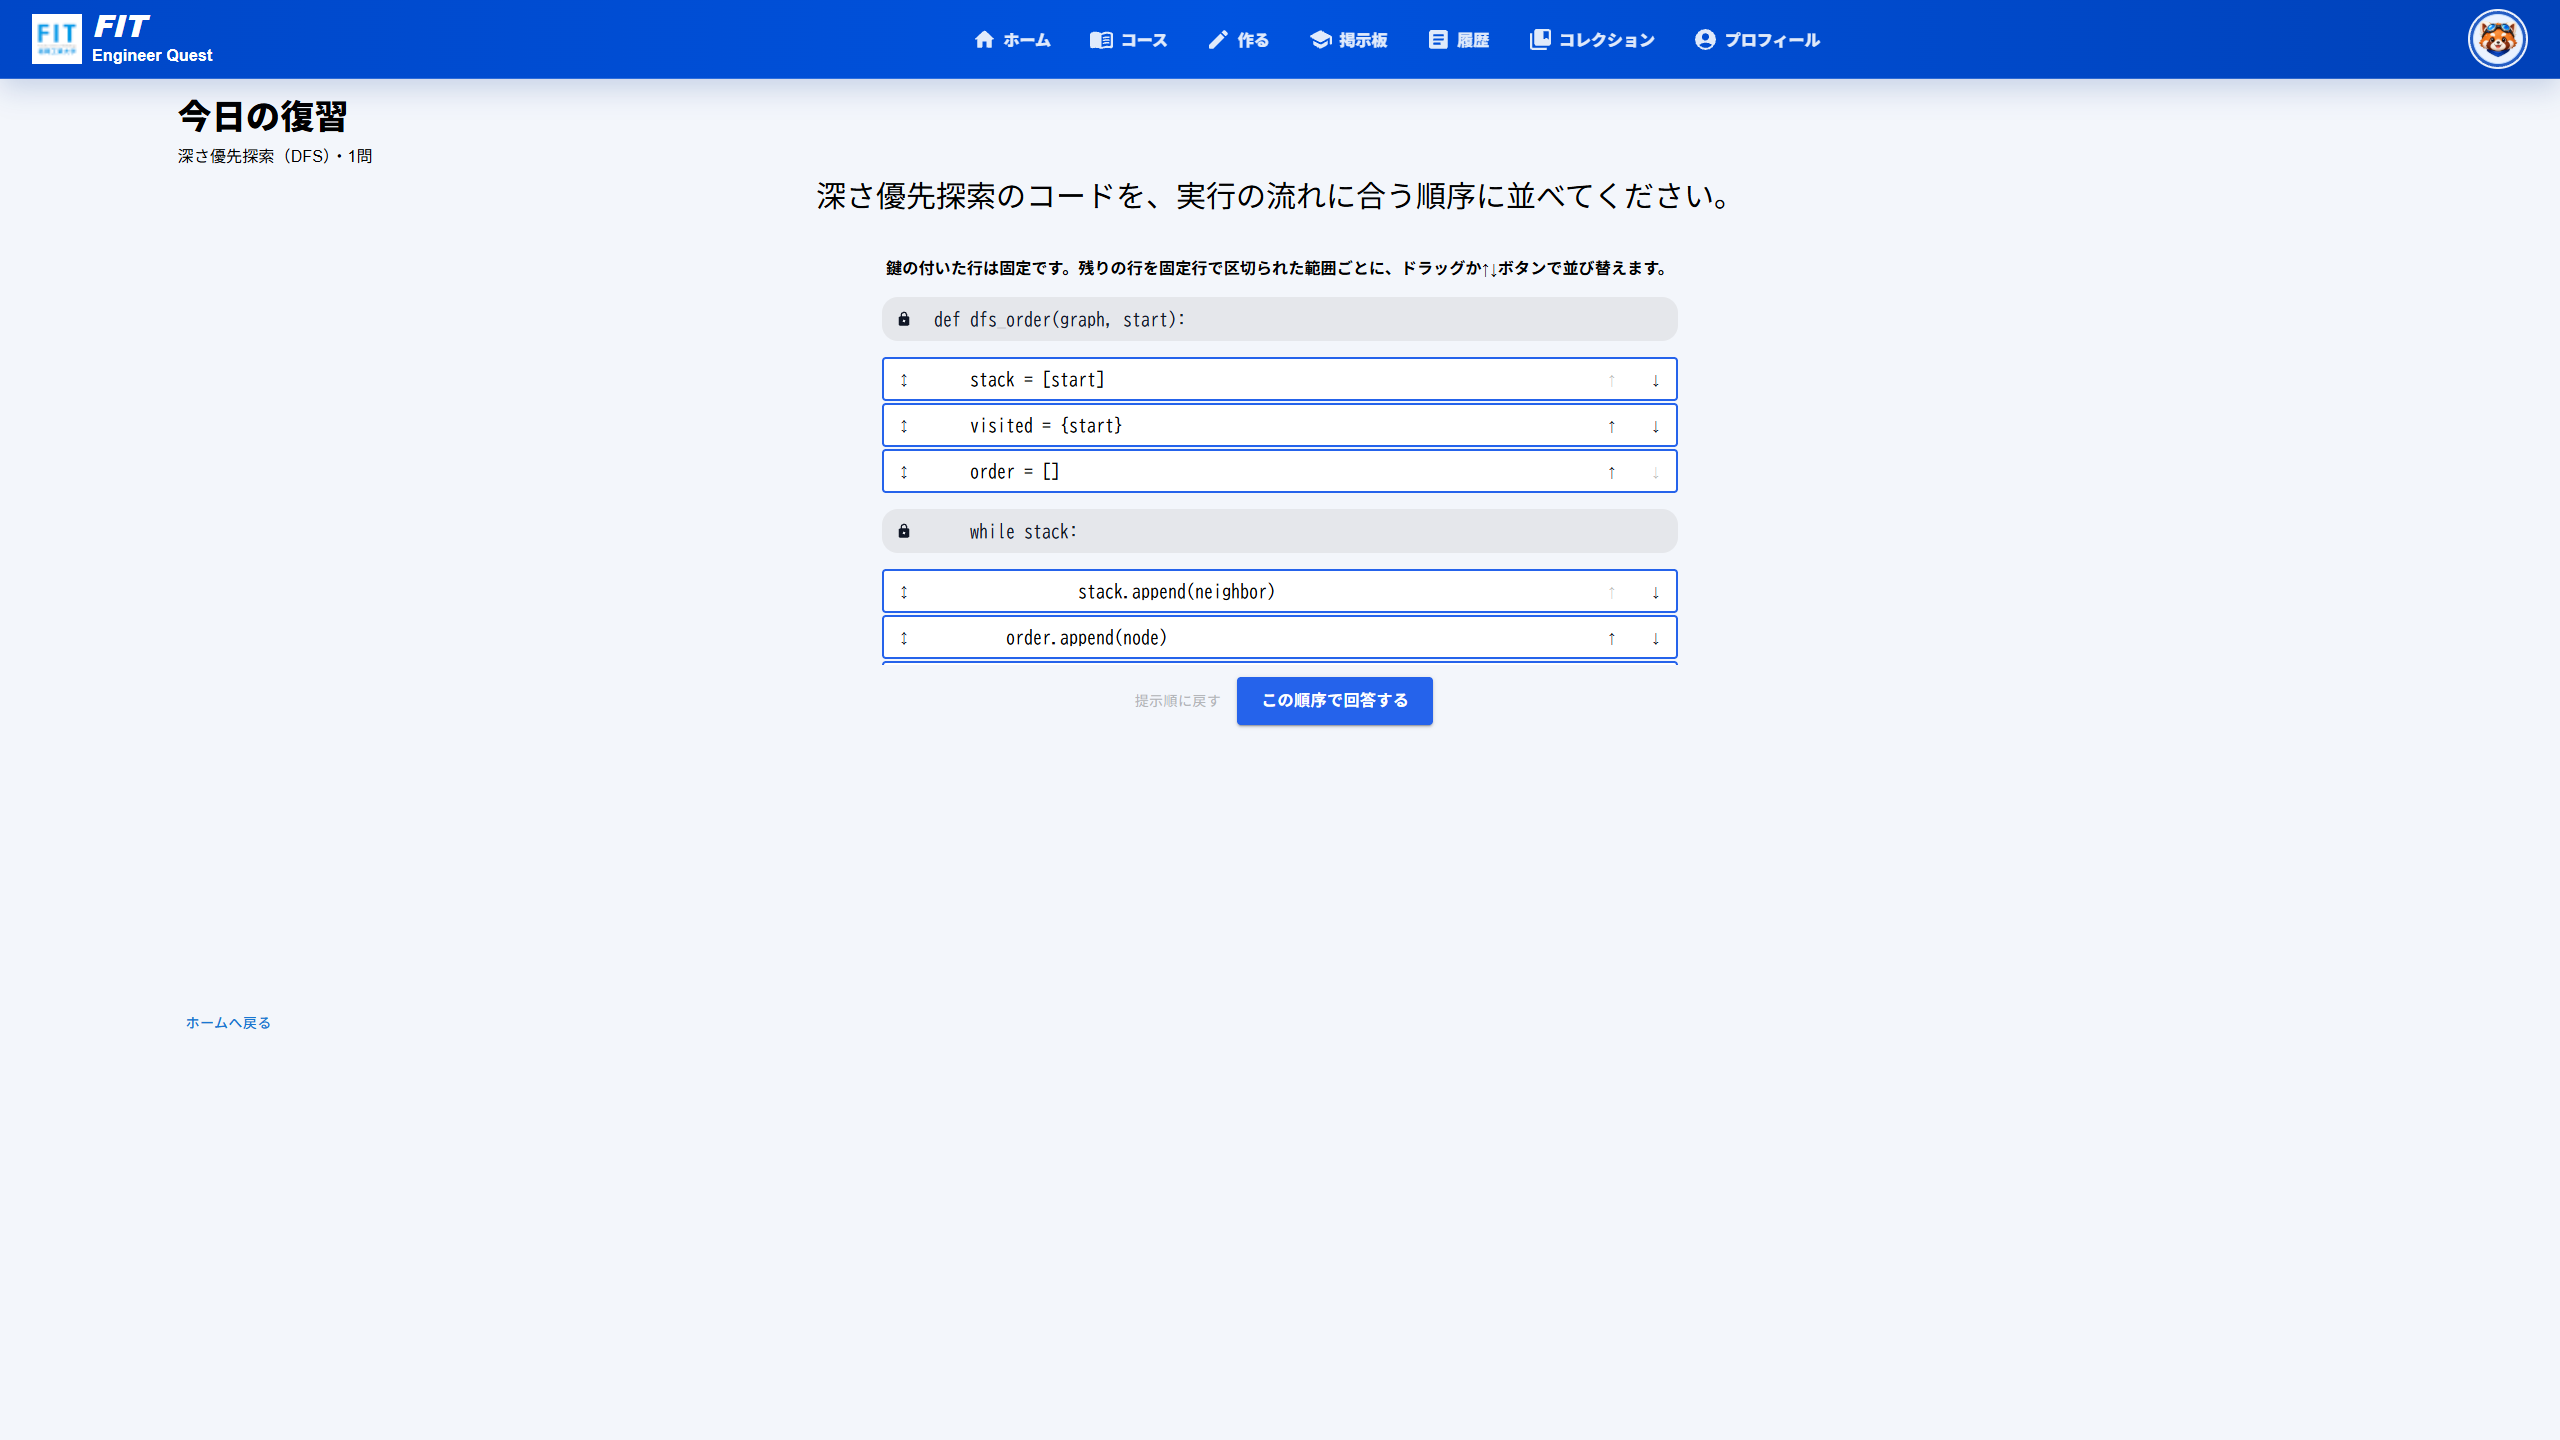 FIT
FIT
Engineer Quest
ホーム
コース
作る
掲示板
履歴
コレクション
プロフィール
今日の復習
深さ優先探索（DFS）・1問
深さ優先探索のコードを、実行の流れに合う順序に並べてください。
鍵の付いた行は固定です。残りの行を固定行で区切られた範囲ごとに、ドラッグか↑↓ボタンで並び替えます。
def dfs_order(graph, start):
↕ stack = [start] ↑ ↓
↕ visited = {start} ↑ ↓
↕ order = [] ↑ ↓
while stack:
↕ stack.append(neighbor) ↑ ↓
↕ order.append(node) ↑ ↓
提示順に戻す
この順序で回答する
ホームへ戻る